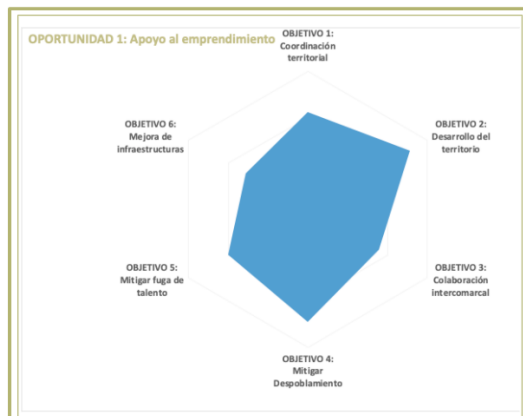 OPORTUNIDAD 1: Apoyo al emprendimiento
OBJETIVO 1:
Coordinación
territorial
OBJETIVO 2:
Desarrollo del
territorio
OBJETIVO 3:
Colaboración
intercomarcal
OBJETIVO 4:
Mitigar
Despoblamiento
OBJETIVO 5:
Mitigar fuga de
talento
OBJETIVO 6:
Mejora de
infraestructuras